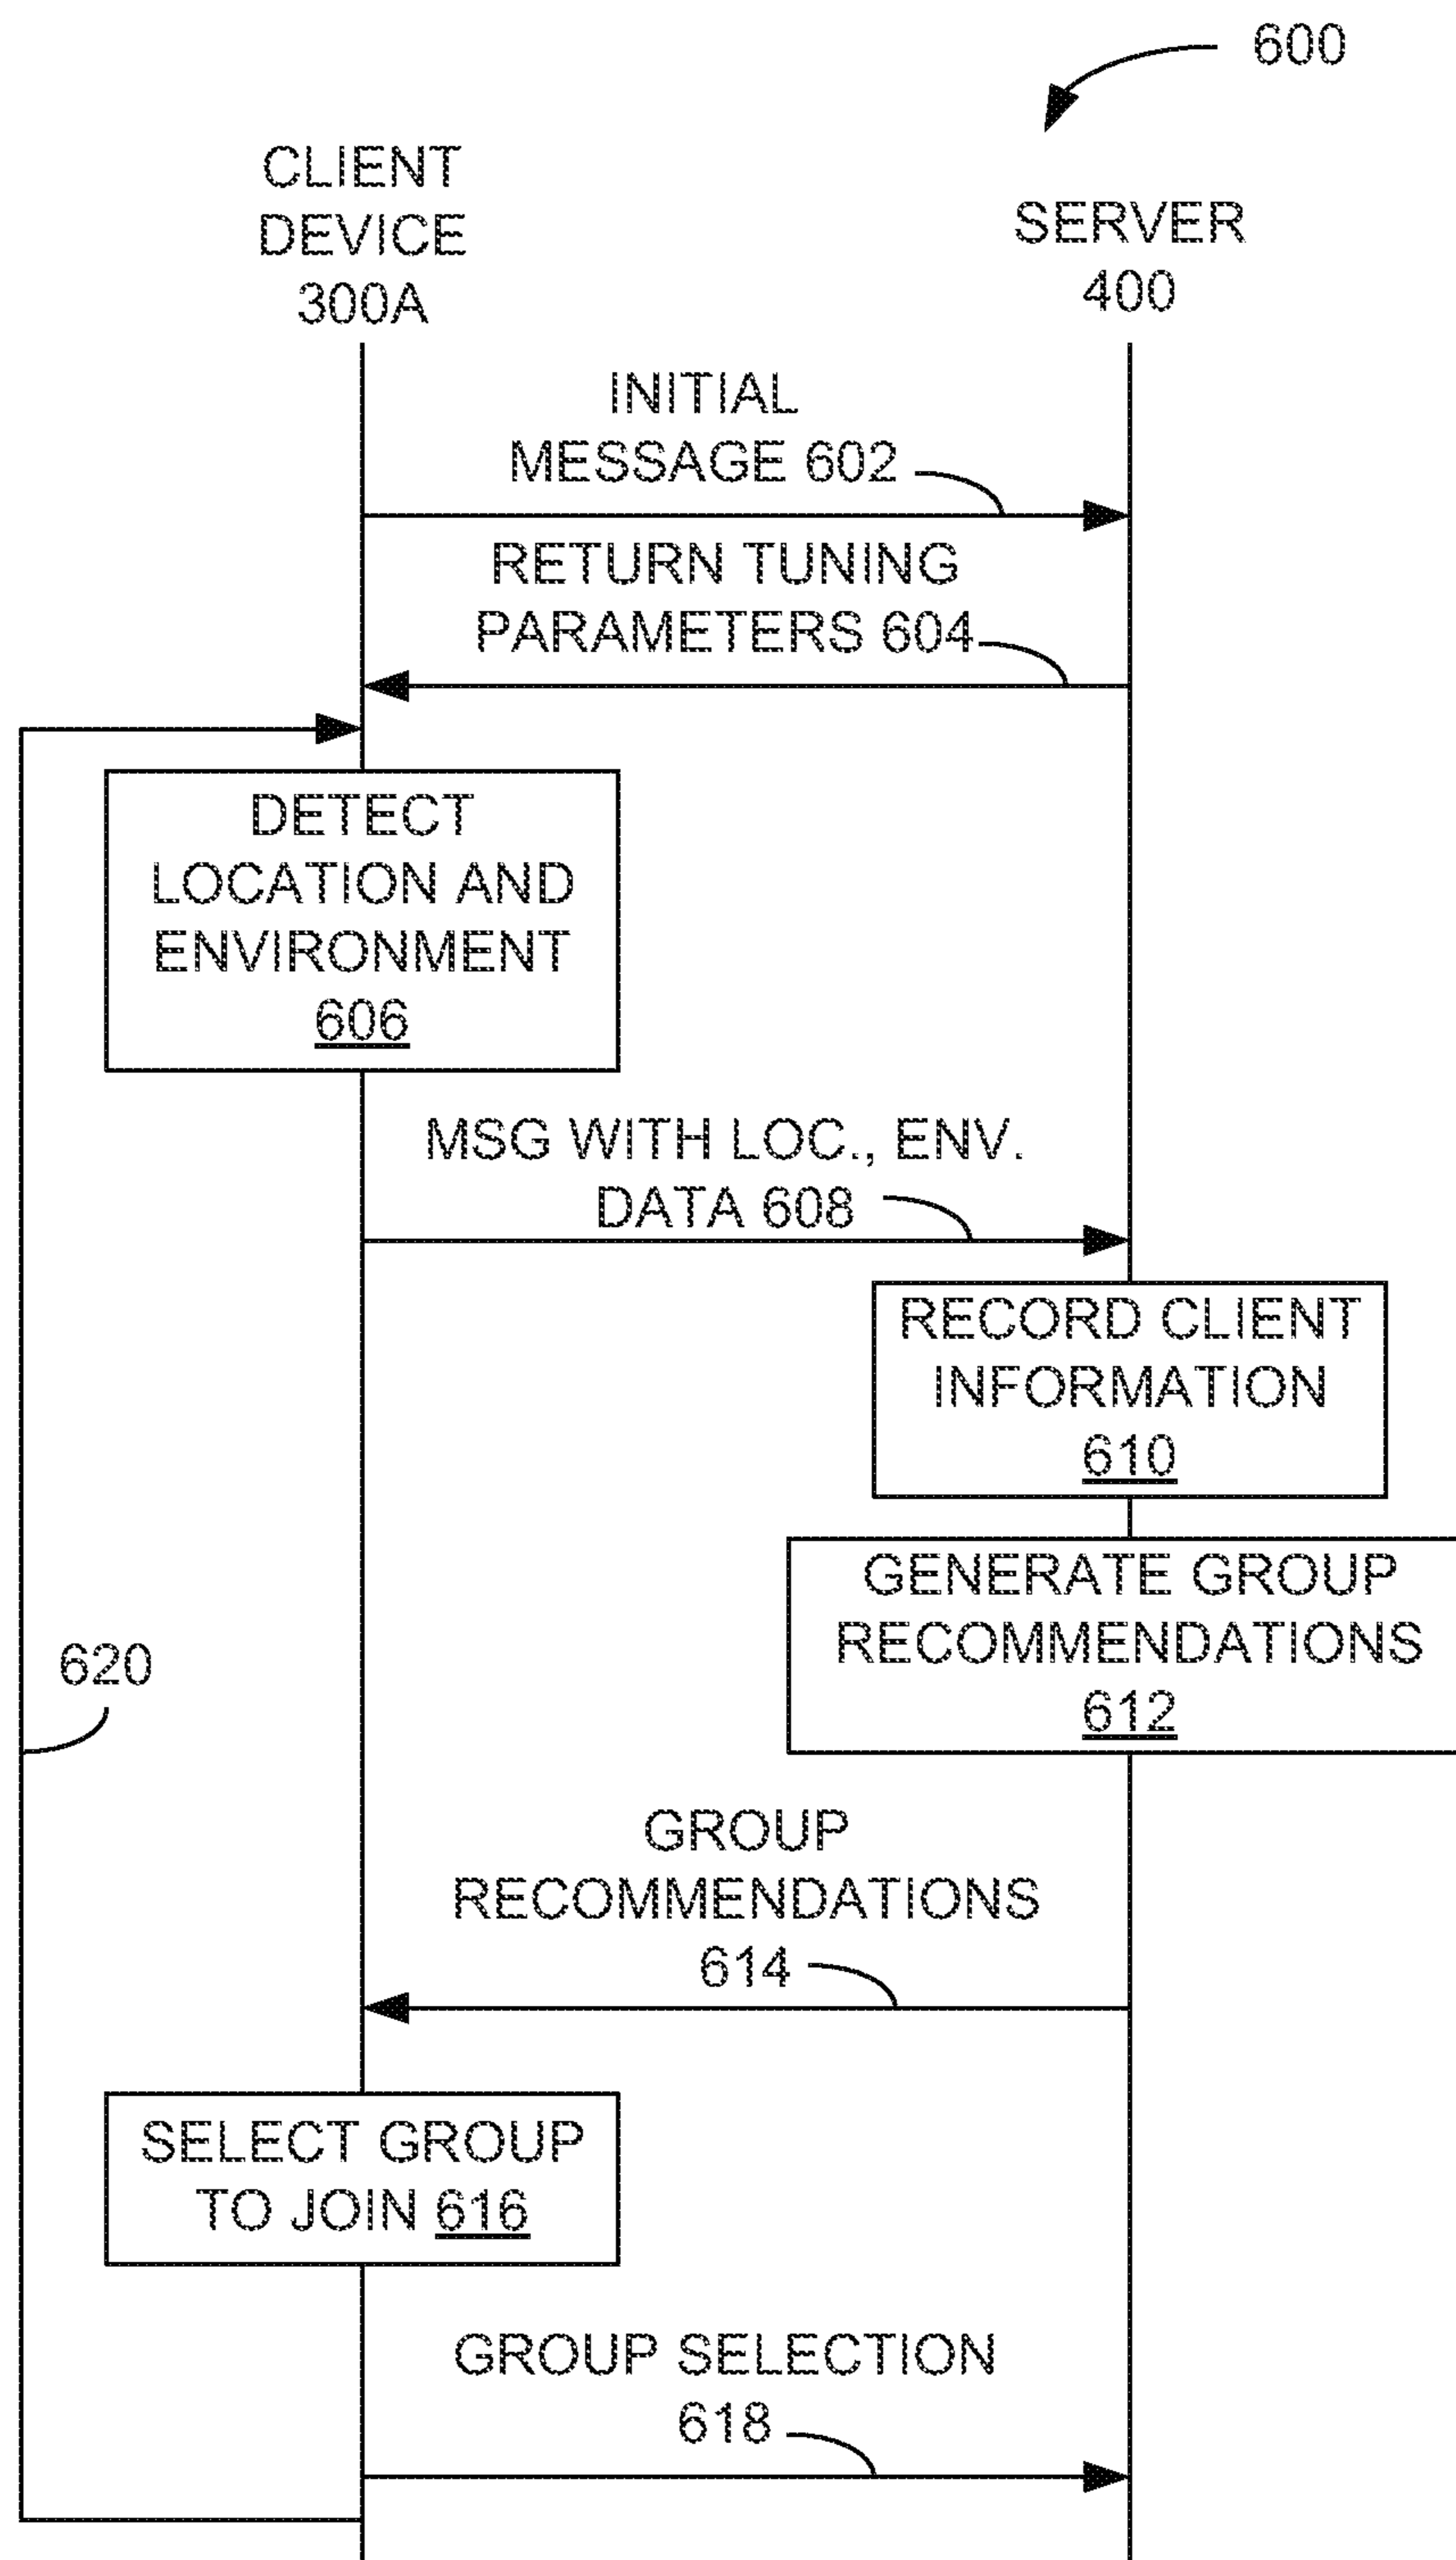 600
CLIENT
DEVICE
300A
SERVER
400
INITIAL
MESSAGE 602
RETURN TUNING
PARAMETERS 604
DETECT
LOCATION AND
ENVIRONMENT
606
MSG WITH LOC., ENV.
DATA 608
RECORD CLIENT
INFORMATION
610
GENERATE GROUP
RECOMMENDATIONS
612
620
GROUP
RECOMMENDATIONS
614
SELECT GROUP
TO JOIN 616
GROUP SELECTION
618